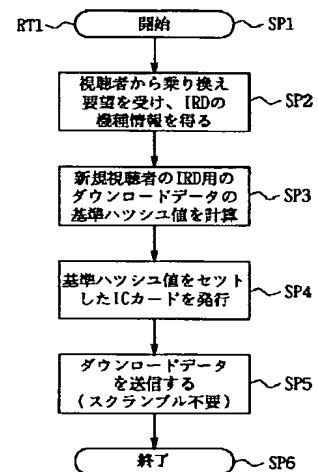 RT1
開始
SP1
視聴者から乗り換え
要望を受け、IRDの
機種情報を得る
SP2
新規視聴者のIRD用の
ダウンロードデータの
基準ハツシユ値を計算
SP3
基準ハツシユ値をセツト
したICカードを発行
SP4
ダウンロードデータ
を送信する
(スクランブル不要)
SP5
終了
SP6